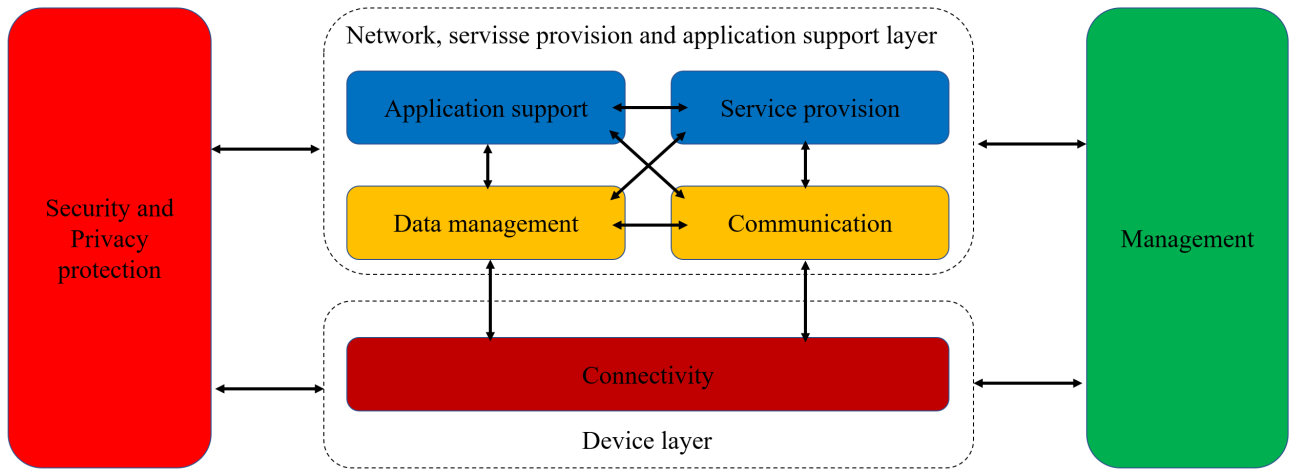 Network, servisse provision and application support layer
Application support
Service provision
Security and
Privacy
protection
Data management
Communication
Management
Connectivity
Device layer